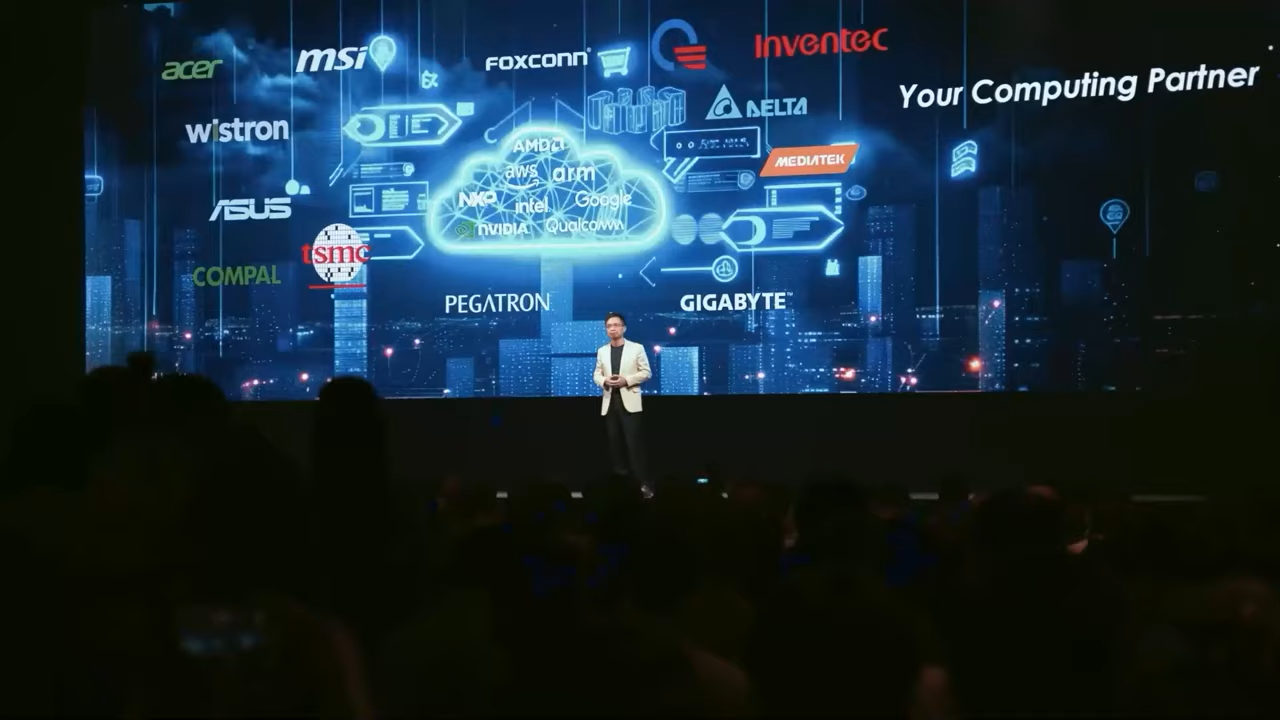 acer
msi
FOXCONN
Inventec
Your Computing Partner
wistron
DELTA
MEDIATEK
AMD
aws
arm
NXP
intel
Google
NVIDIA
Qualcomm
ASUS
tsmc
COMPAL
PEGATRON
GIGABYTE